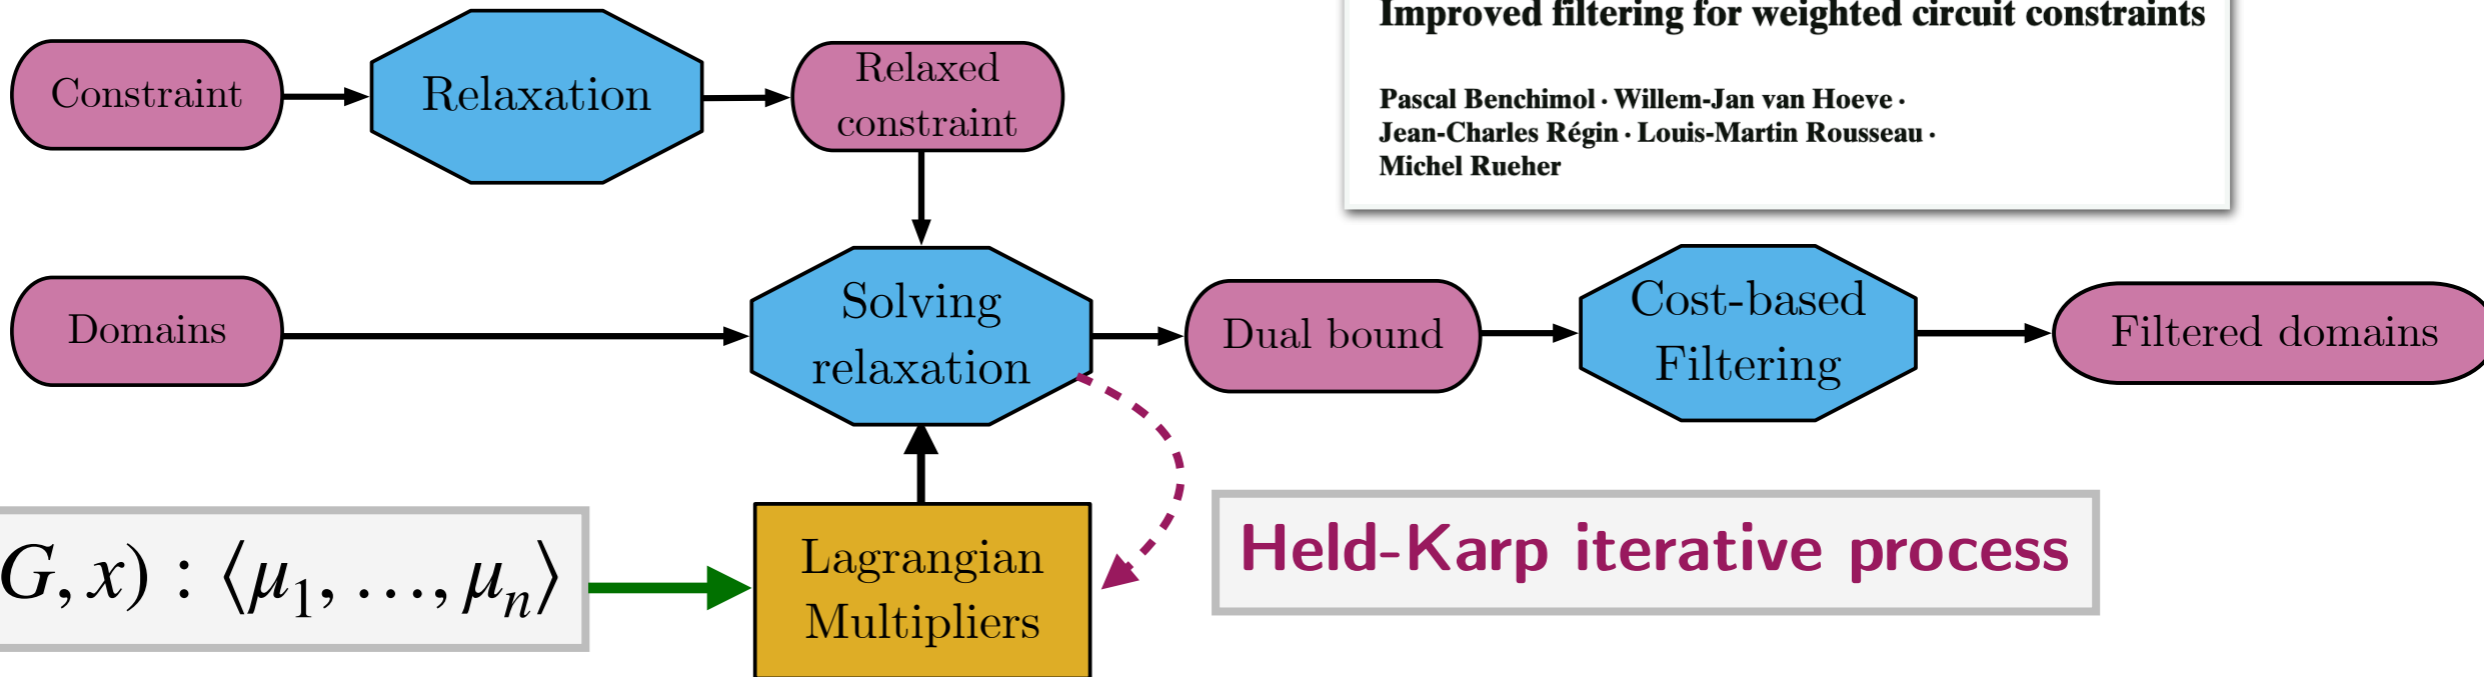 Improved filtering for weighted circuit constraints
Pascal Benchimol · Willem-Jan van Hoeve ·
Jean-Charles Régin · Louis-Martin Rousseau ·
Michel Rueher
Constraint
Relaxation
Relaxed
constraint
Domains
Solving
relaxation
Dual bound
Cost-based
Filtering
Filtered domains
G, x) : ⟨μ₁, …, μₙ⟩
Lagrangian
Multipliers
Held-Karp iterative process